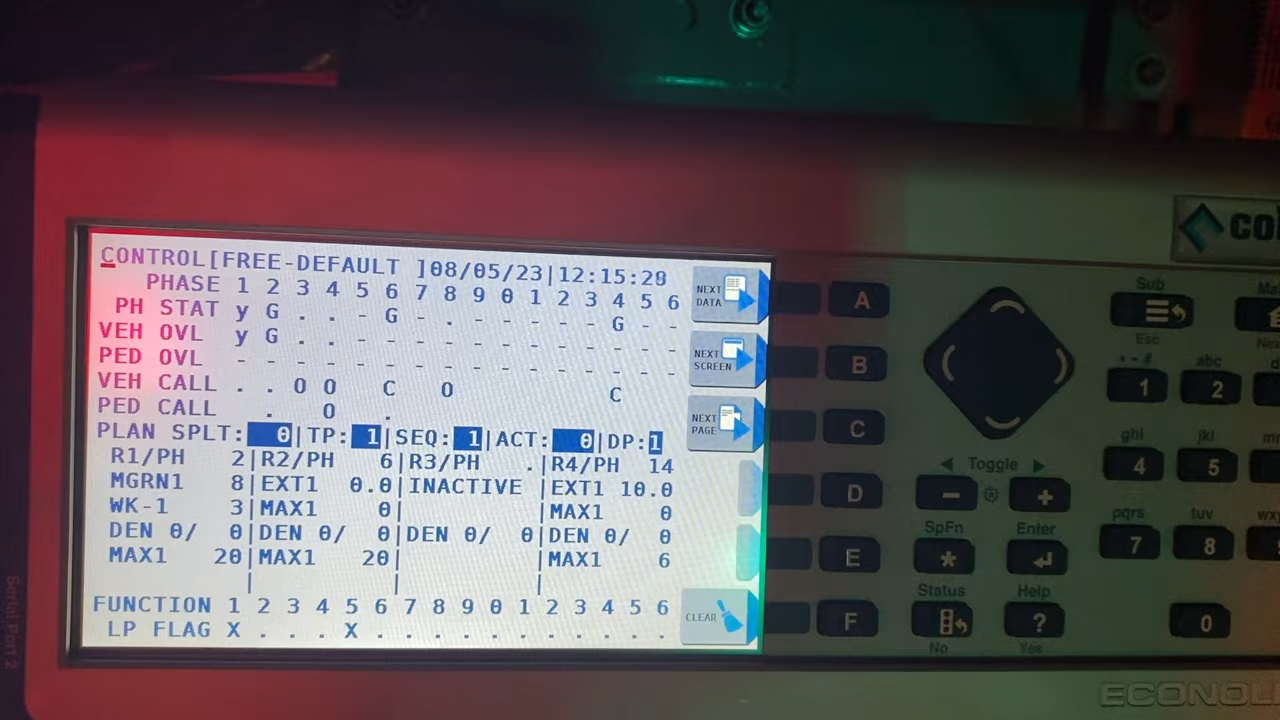 CONTROL[FREE-DEFAULT ]08/05/23|12:15:28
PHASE 1 2 3 4 5 6 7 8 9 0 1 2 3 4 5 6
PH STAT y G . . - G - . - - - - - G - -
VEH OVL y G . . - - - - - - - - - - - -
PED OVL - - - - - - - - - - - - - - - -
VEH CALL . . O O C O C
PED CALL . O .
PLAN SPLT: 0|TP: 1|SEQ: 1|ACT: 0|DP:1
R1/PH 2|R2/PH 6|R3/PH .|R4/PH 14
MGRN1 8|EXT1 0.0|INACTIVE |EXT1 10.0
WK-1 3|MAX1 0| |MAX1 0
DEN 0/ 0|DEN 0/ 0|DEN 0/ 0|DEN 0/ 0
MAX1 20|MAX1 20| |MAX1 6
FUNCTION 1 2 3 4 5 6 7 8 9 0 1 2 3 4 5 6
LP FLAG X . . . X . . . . . . . . . . .
NEXT DATA
NEXT SCREEN
NEXT PAGE
CLEAR
A
B
C
D
E
F
Toggle
- +
SpFn Enter
*
Status Help
?
No Yes
Sub
Esc
+ - # abc
1 2
ghi jkl
4 5
pqrs tuv
7 8
0
Serial Port 2